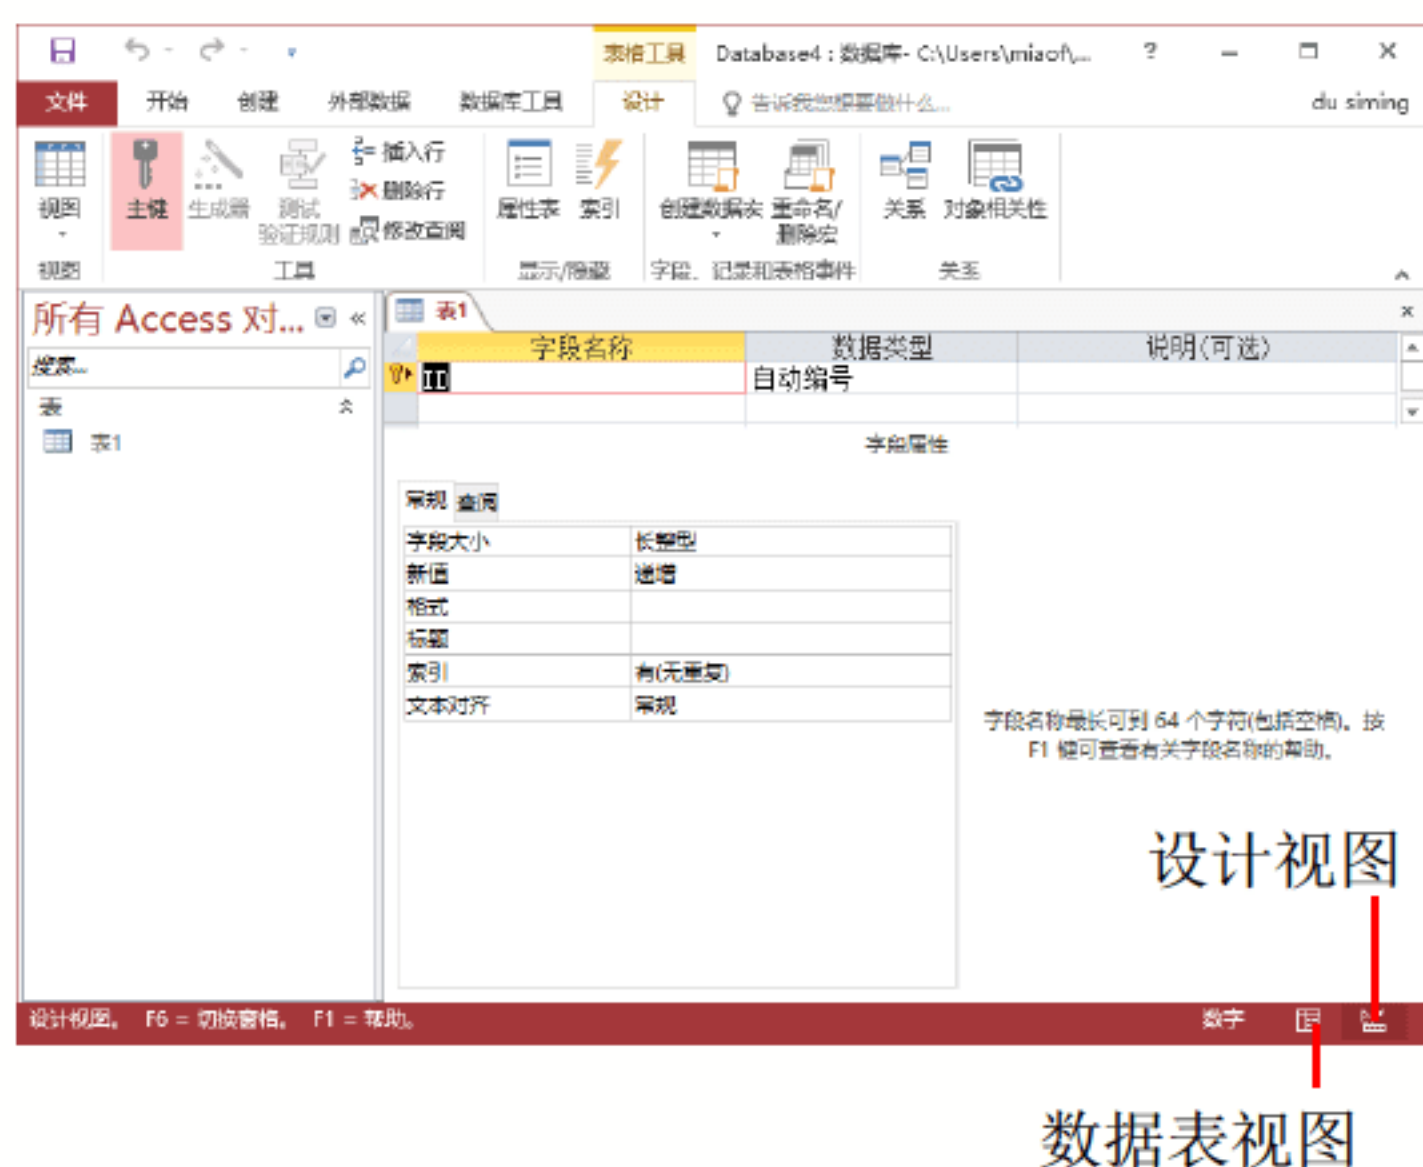 表格工具 Database4 : 数据库- C:\Users\miaof\... ?
文件 开始 创建 外部数据 数据库工具 设计 告诉我您想要做什么... du siming
视图 主键 生成器 测试验证规则 插入行 删除行 修改查阅 属性表 索引 创建数据宏 重命名/删除宏 关系 对象相关性
视图 工具 显示/隐藏 字段、记录和表格事件 关系
所有 Access 对... «
搜索...
表
表1
表1
字段名称 数据类型 说明(可选)
ID 自动编号
字段属性
常规 查阅
字段大小 长整型
新值 递增
格式
标题
索引 有(无重复)
文本对齐 常规
字段名称最长可到 64 个字符(包括空格)。按
F1 键可查看有关字段名称的帮助。
设计视图
设计视图。 F6 = 切换窗格。 F1 = 帮助。 数字
数据表视图